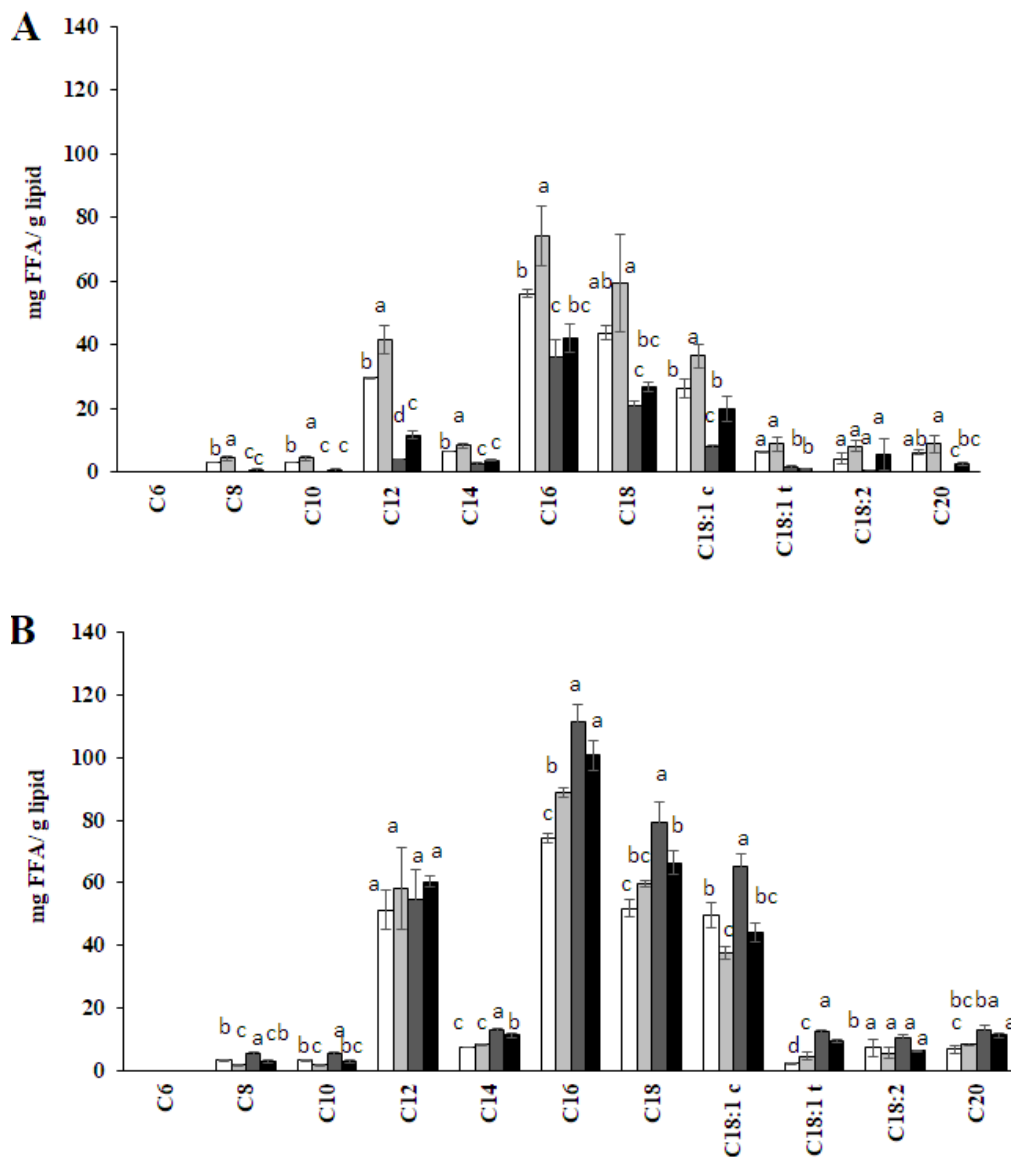 A
140
120
100
80
60
40
20
0
mg FFA/ g lipid
b a c c
b a c c
b a d c
b a c c
b a c bc
ab a c bc
b a c b
a a b b
a a a a
ab a c bc
C6 C8 C10 C12 C14 C16 C18 C18:1 c C18:1 t C18:2 C20
B
140
120
100
80
60
40
20
0
mg FFA/ g lipid
b c a cb
bc c a bc
a a a a
c c a b
c b a a
c bc a b
b c a bc
d c a b
a a a a
c bc ba a
C6 C8 C10 C12 C14 C16 C18 C18:1 c C18:1 t C18:2 C20